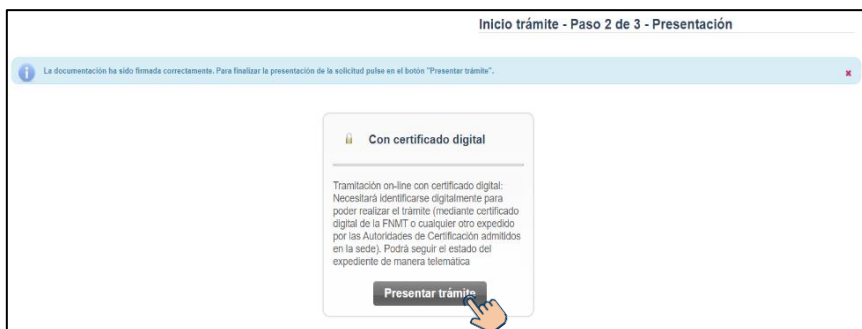 Inicio trámite - Paso 2 de 3 - Presentación
La documentación ha sido firmada correctamente. Para finalizar la presentación de la solicitud pulse en el botón "Presentar trámite".
Con certificado digital
Tramitación on-line con certificado digital:
Necesitará identificarse digitalmente para
poder realizar el trámite (mediante certificado
digital de la FNMT o cualquier otro expedido
por las Autoridades de Certificación admitidos
en la sede). Podrá seguir el estado del
expediente de manera telemática
Presentar trámite